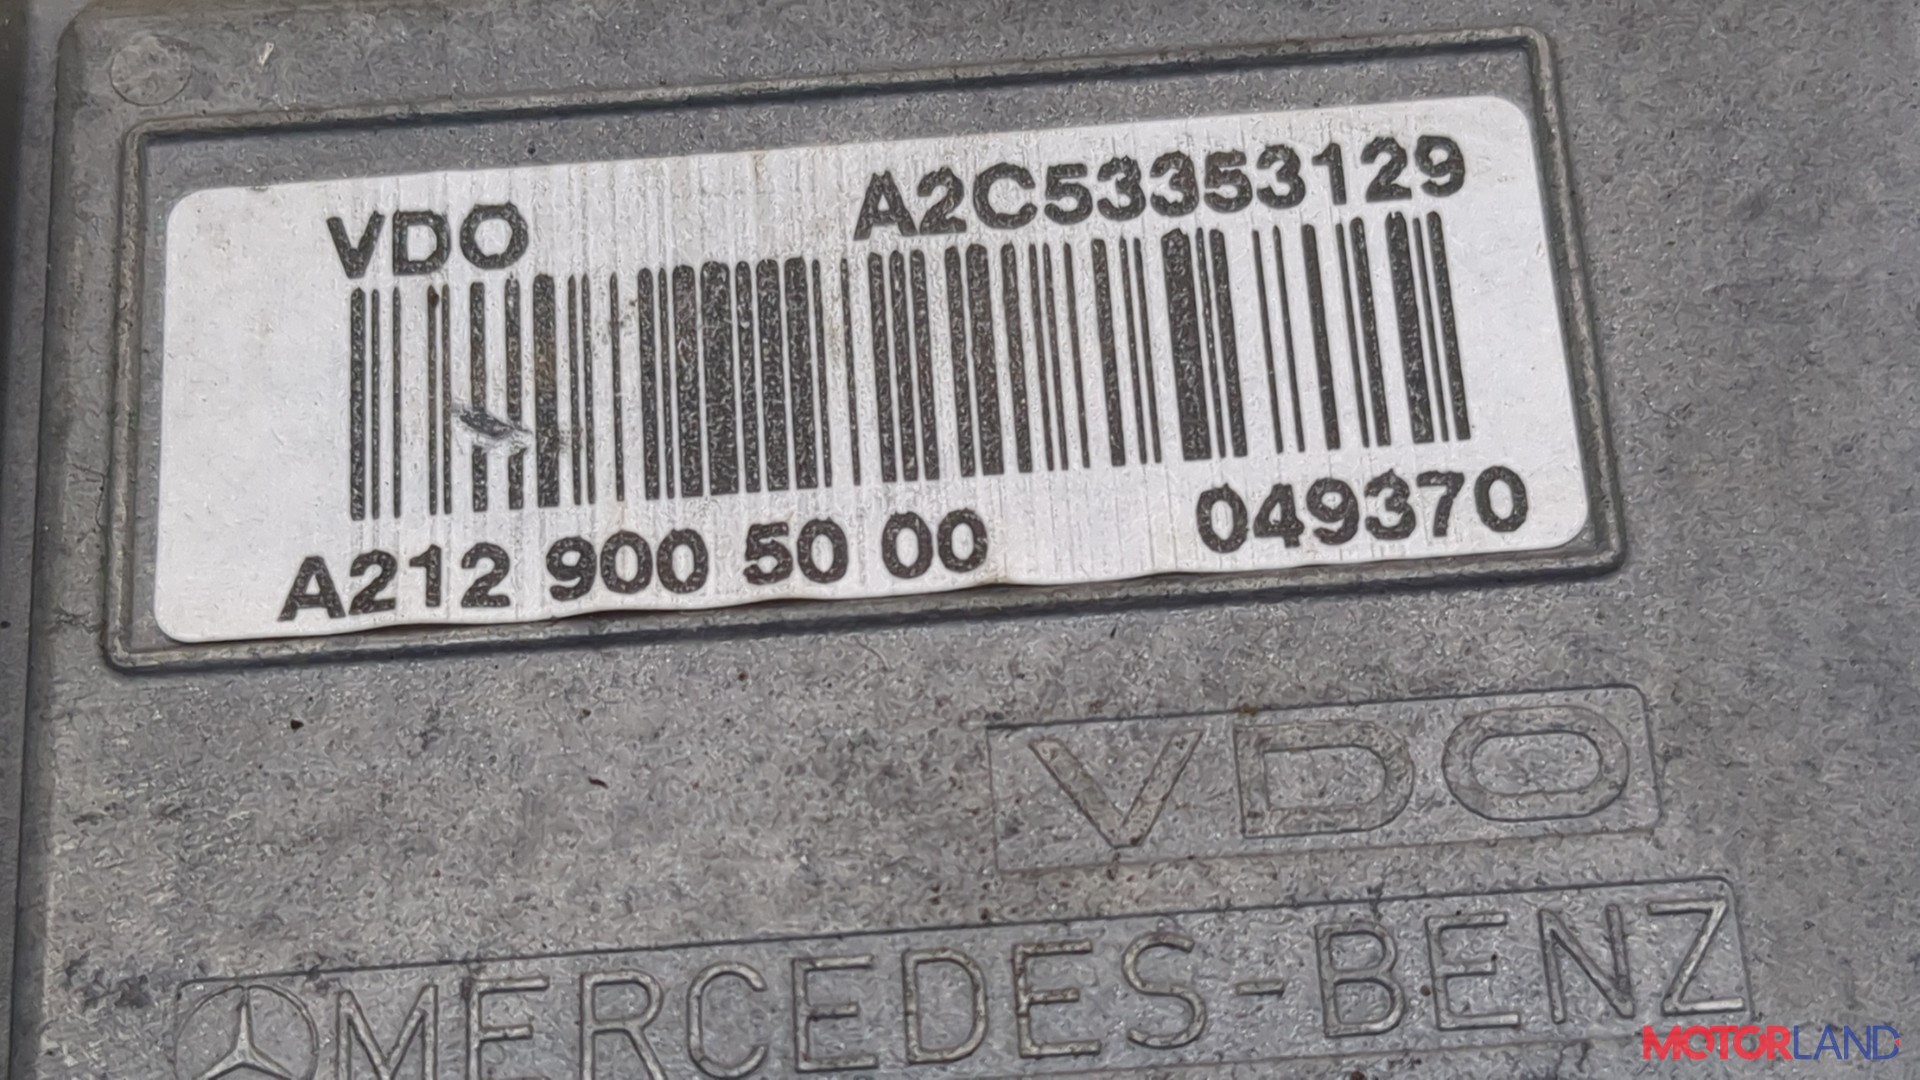 VDO A2C53353129
A212 900 50 00 049370
VDO
MERCEDES-BENZ
MOTORLAND